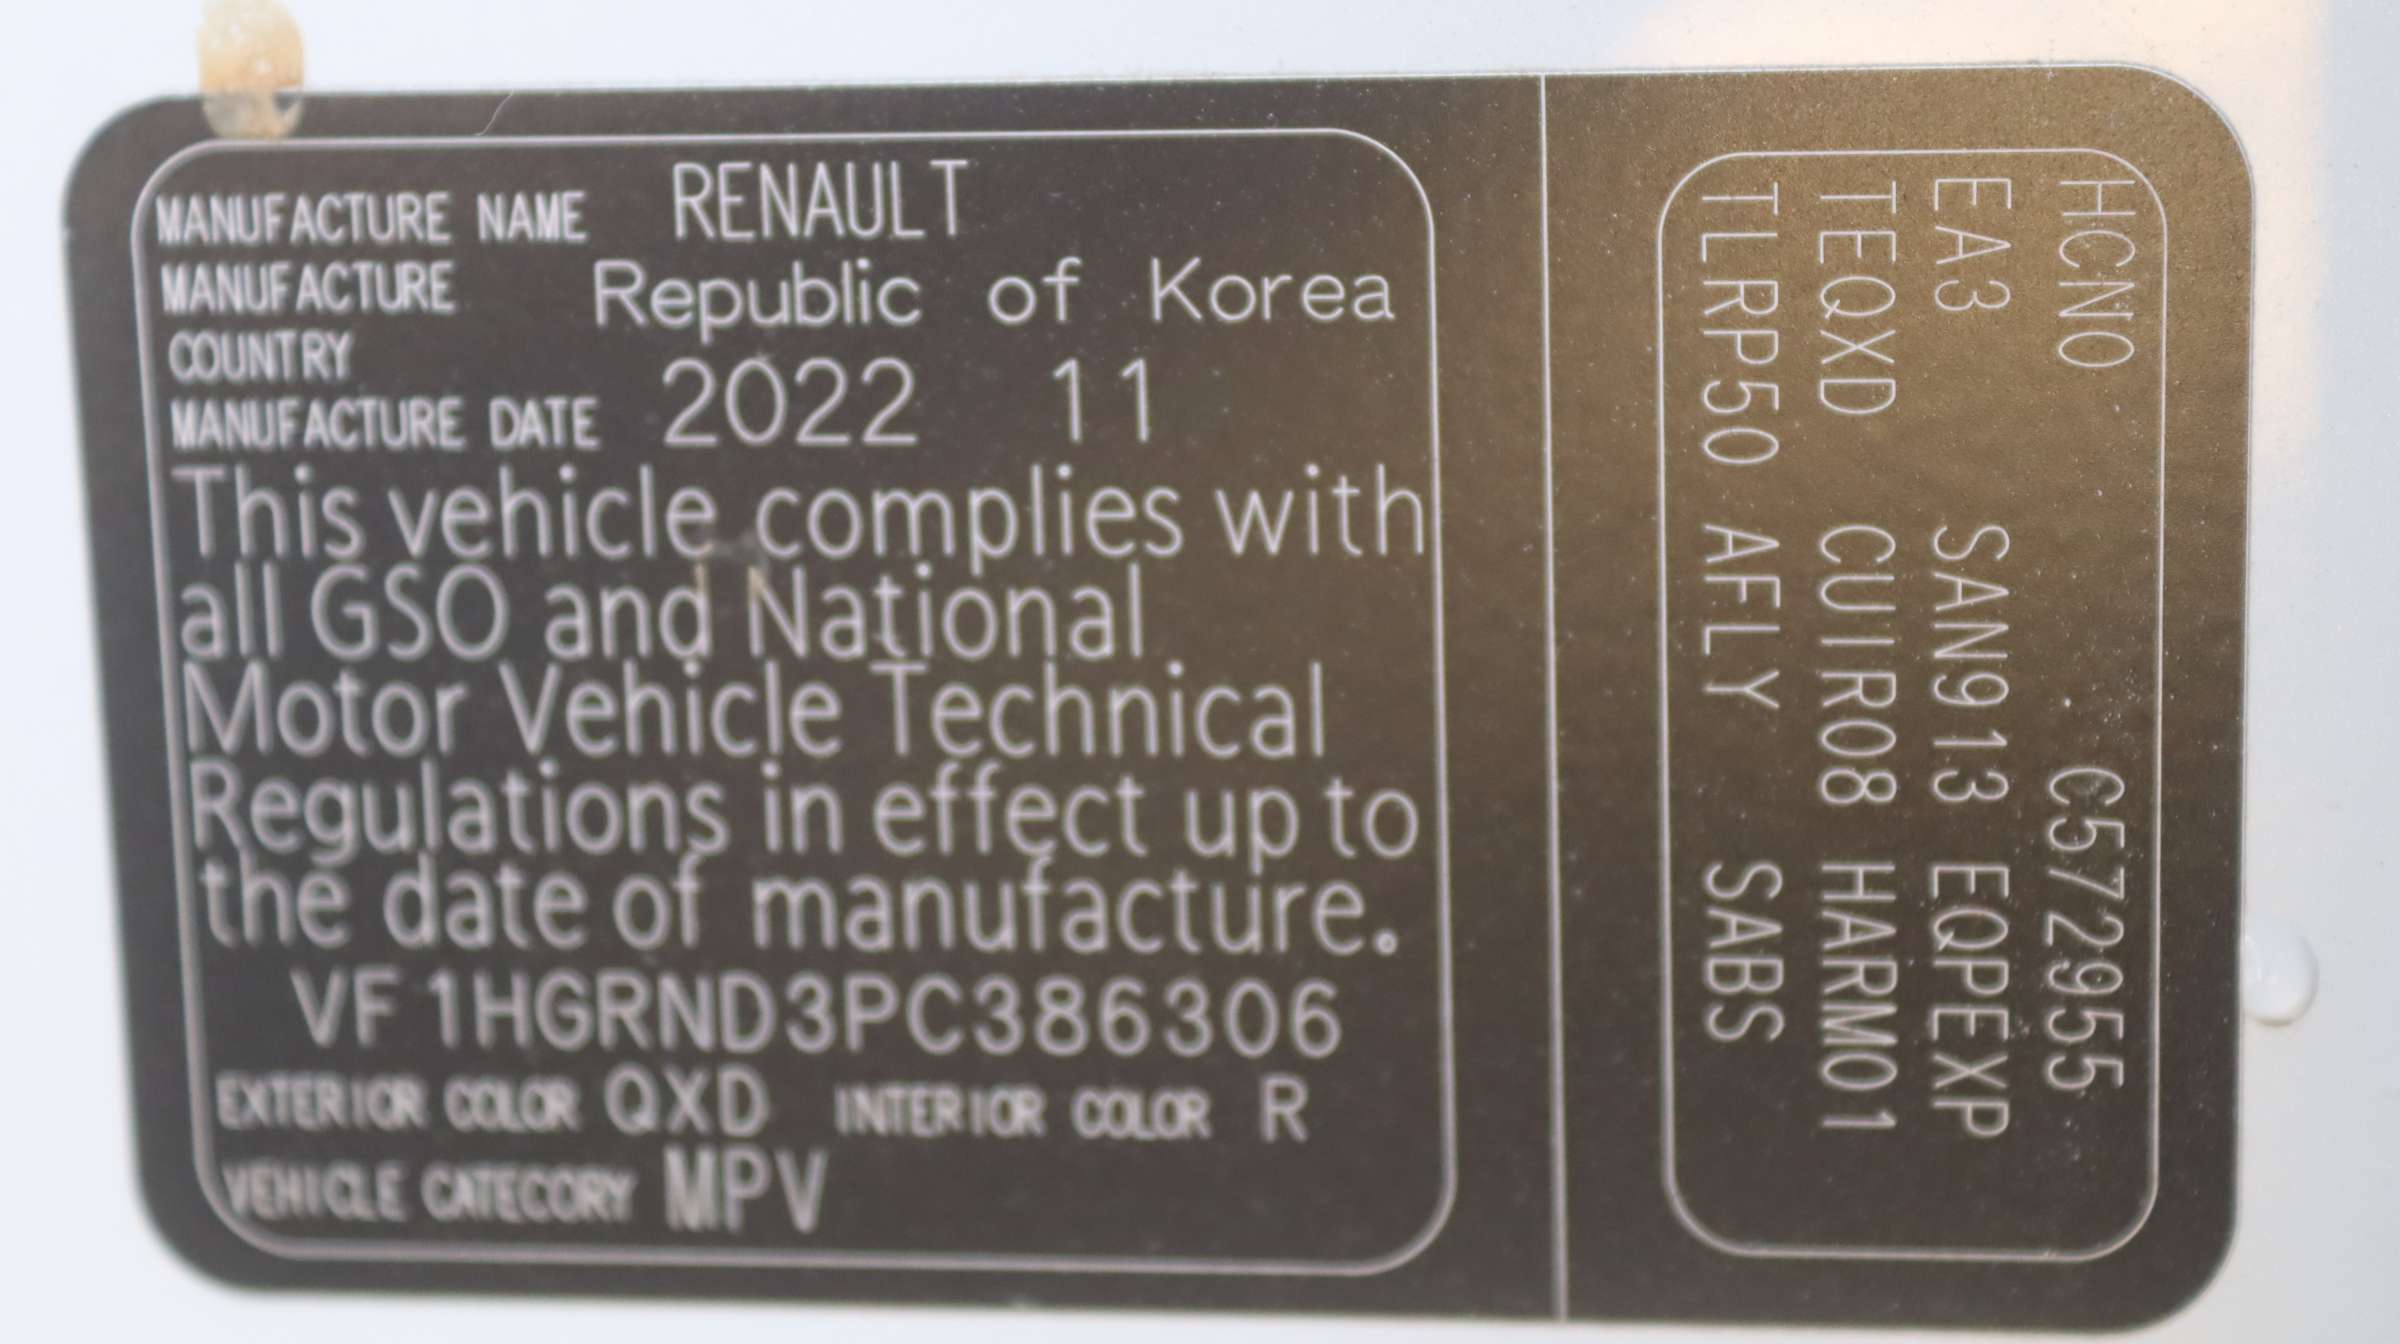 MANUFACTURE NAME RENAULT
MANUFACTURE Republic of Korea
COUNTRY
MANUFACTURE DATE 2022 11
This vehicle complies with
all GSO and National
Motor Vehicle Technical
Regulations in effect up to
the date of manufacture.
VF1HGRND3PC386306
EXTERIOR COLOR QXD INTERIOR COLOR R
VEHICLE CATECORY MPV
HCNO C572955
EA3 SAN913 EQPEXP
TEQXD CUIR08 HARM01
TLRP50 AFLY SABS